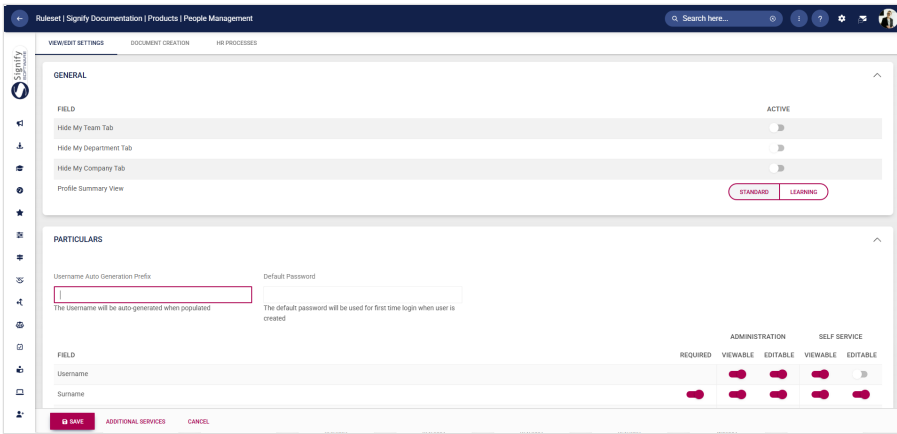 Ruleset | Signify Documentation | Products | People Management
Search here...
Signify
VIEW/EDIT SETTINGS DOCUMENT CREATION HR PROCESSES
GENERAL
FIELD ACTIVE
Hide My Team Tab
Hide My Department Tab
Hide My Company Tab
Profile Summary View STANDARD LEARNING
PARTICULARS
Username Auto Generation Prefix Default Password
The Username will be auto-generated when populated The default password will be used for first time login when user is
created
ADMINISTRATION SELF SERVICE
FIELD REQUIRED VIEWABLE EDITABLE VIEWABLE EDITABLE
Username
Surname
SAVE ADDITIONAL SERVICES CANCEL